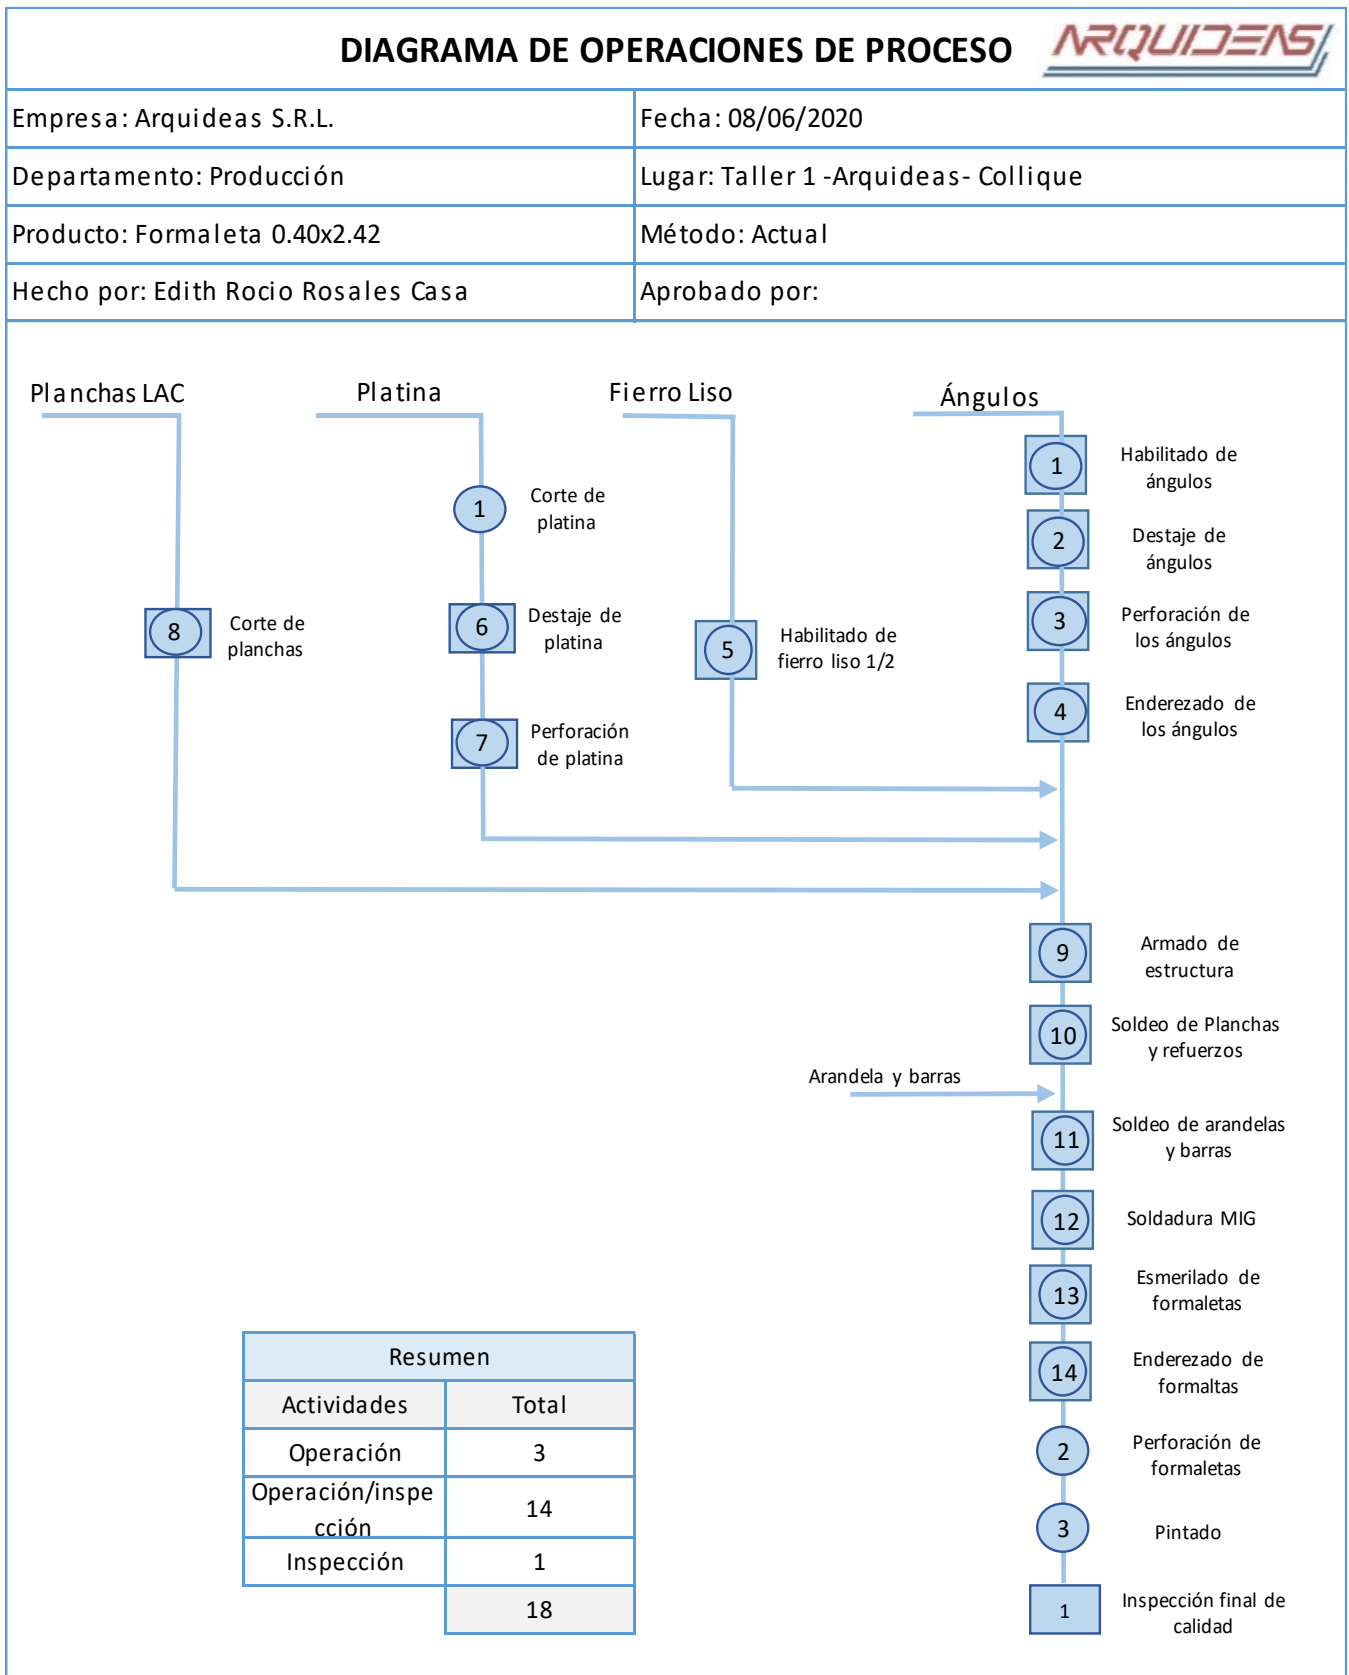 DIAGRAMA DE OPERACIONES DE PROCESO
ARQUIDEAS
Empresa: Arquideas S.R.L.
Fecha: 08/06/2020
Departamento: Producción
Lugar: Taller 1 -Arquideas- Collique
Producto: Formaleta 0.40x2.42
Método: Actual
Hecho por: Edith Rocio Rosales Casa
Aprobado por:
Planchas LAC
Platina
Fierro Liso
Ángulos
1
Habilitado de
ángulos
1
Corte de
platina
2
Destaje de
ángulos
8
Corte de
planchas
6
Destaje de
platina
5
Habilitado de
fierro liso 1/2
3
Perforación de
los ángulos
7
Perforación
de platina
4
Enderezado de
los ángulos
9
Armado de
estructura
10
Soldeo de Planchas
y refuerzos
Arandela y barras
11
Soldeo de arandelas
y barras
12
Soldadura MIG
13
Esmerilado de
formaletas
14
Enderezado de
formaltas
2
Perforación de
formaletas
3
Pintado
1
Inspección final de
calidad
Resumen
Actividades
Total
Operación
3
Operación/inspe
cción
14
Inspección
1
18